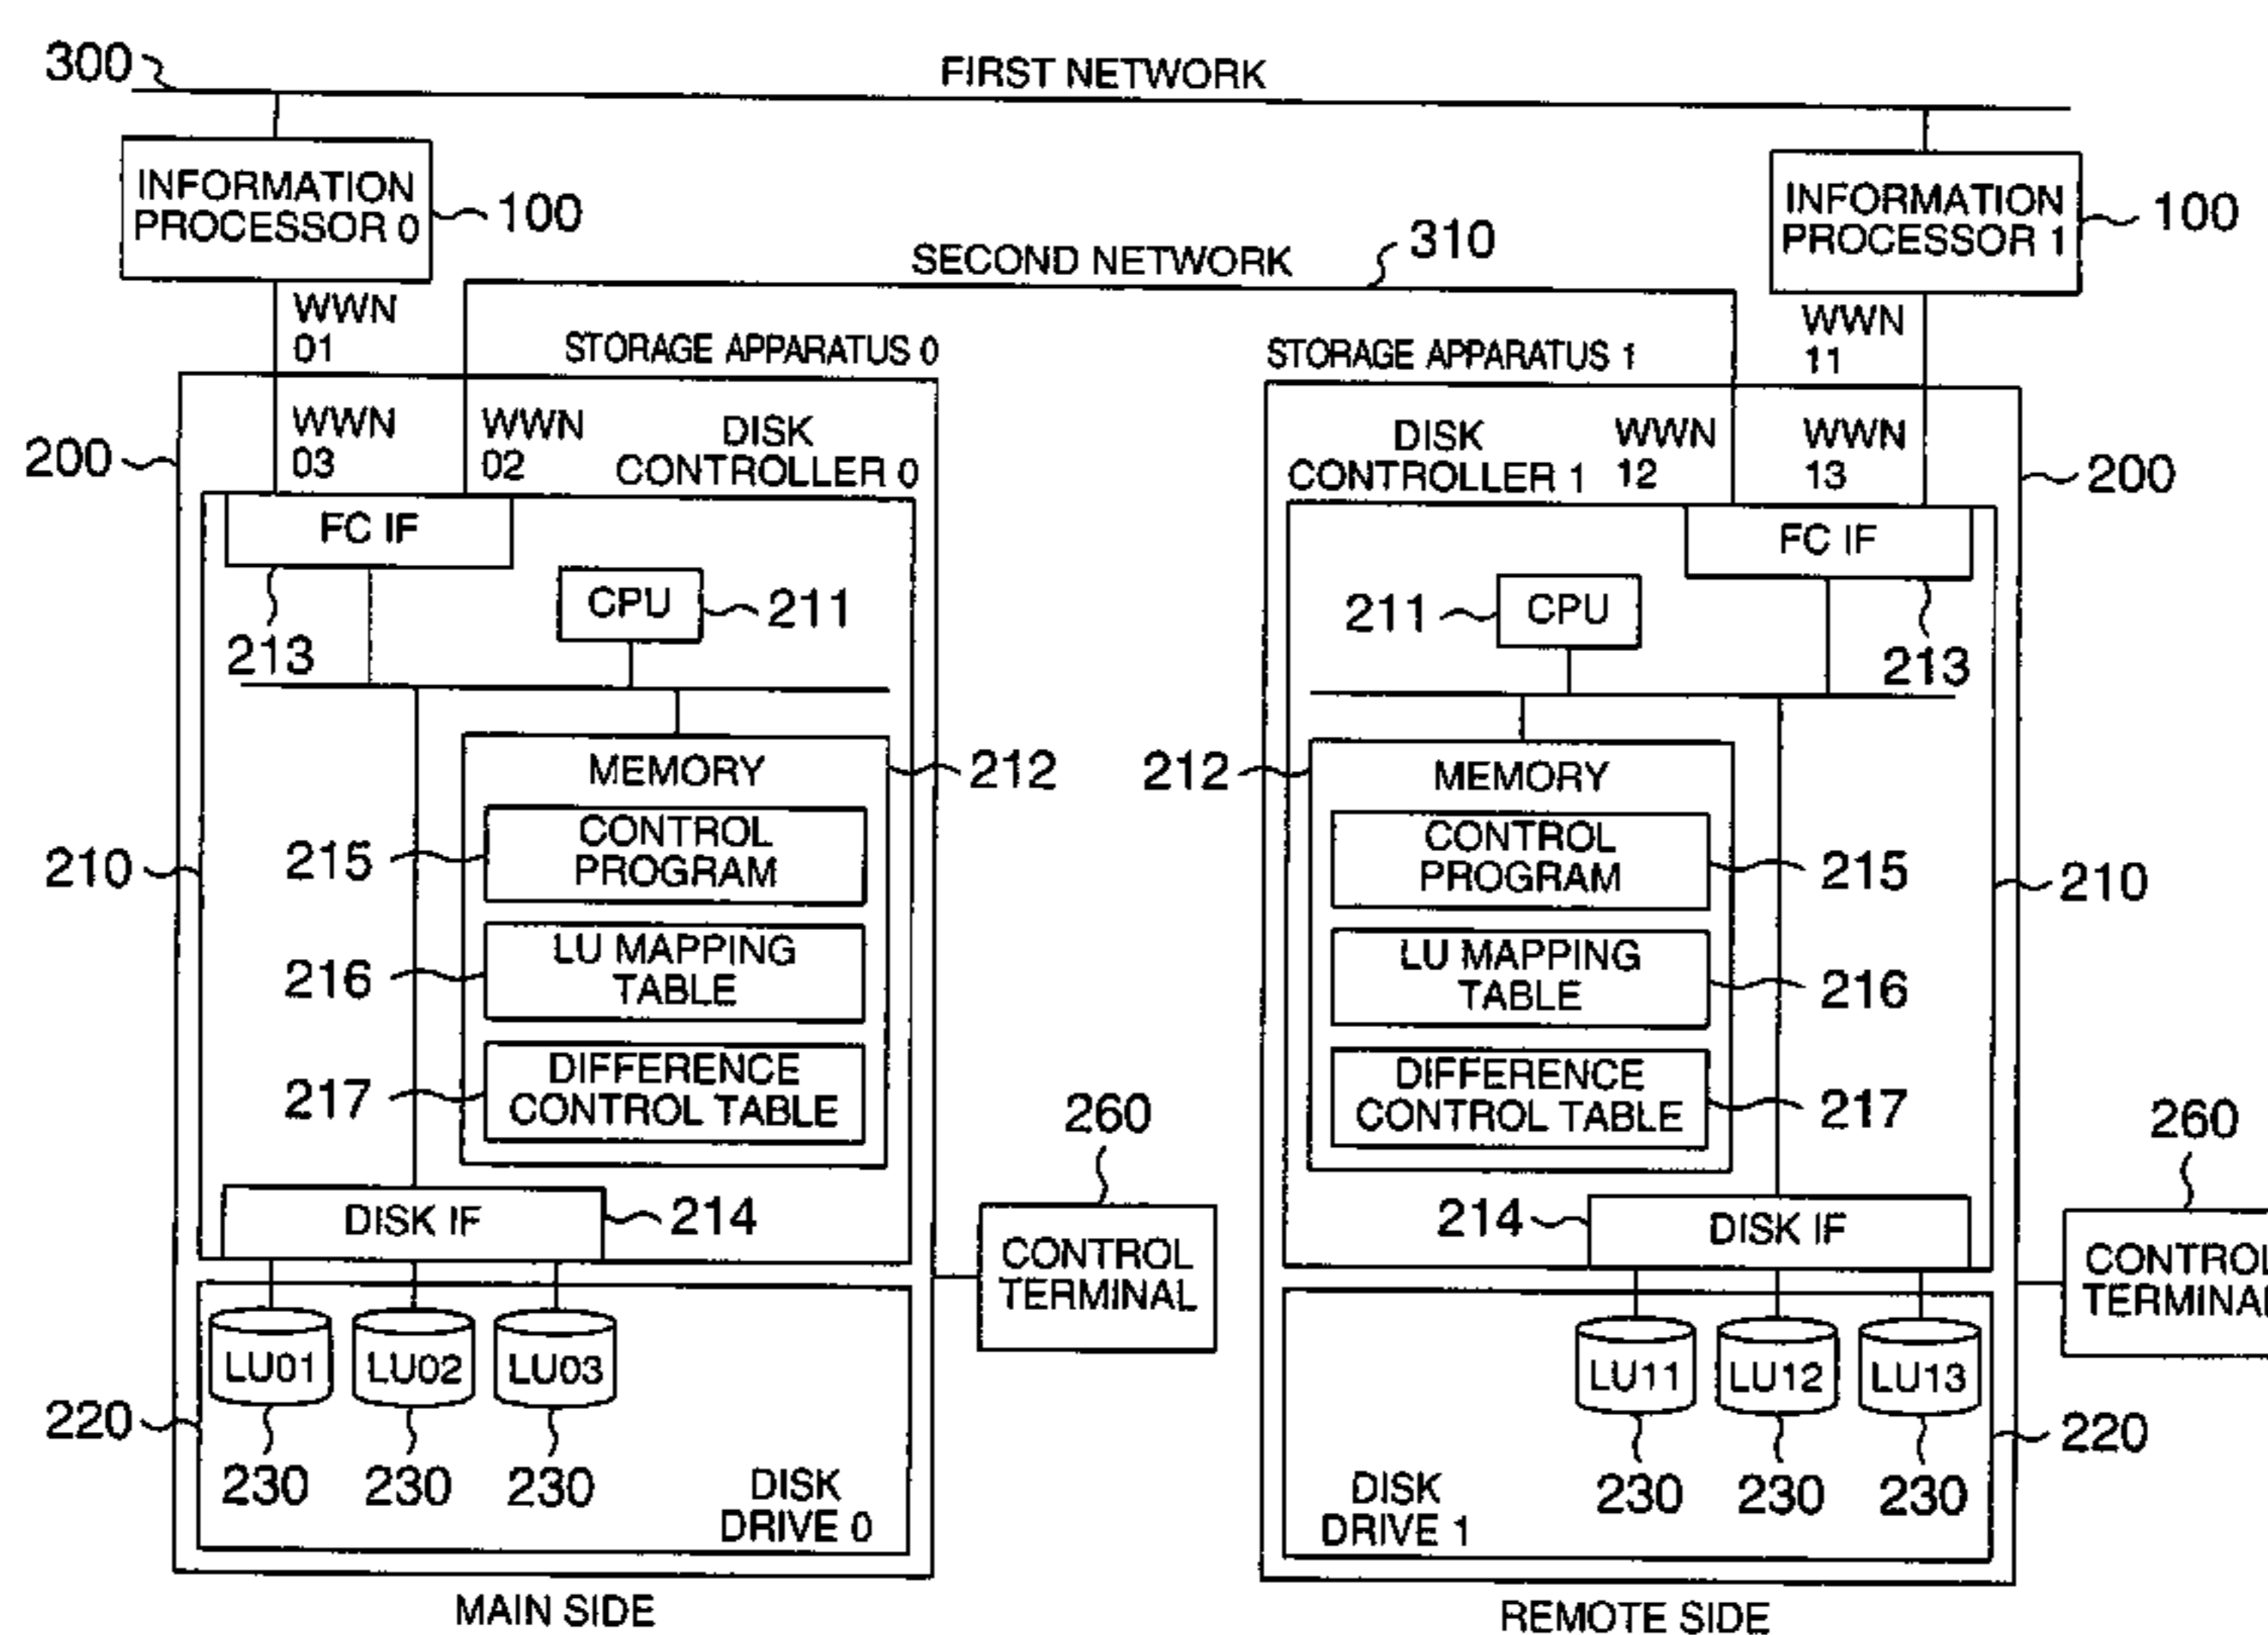 300
FIRST NETWORK
INFORMATION
PROCESSOR 0
100
INFORMATION
PROCESSOR 1
100
SECOND NETWORK
310
WWN
01
STORAGE APPARATUS 0
STORAGE APPARATUS 1
WWN
11
200
WWN
03
WWN
02
DISK
CONTROLLER 0
DISK
CONTROLLER 1
WWN
12
WWN
13
200
FC IF
213
CPU
211
211
CPU
FC IF
213
210
MEMORY
212
215
CONTROL
PROGRAM
216
LU MAPPING
TABLE
217
DIFFERENCE
CONTROL TABLE
212
MEMORY
CONTROL
PROGRAM
215
LU MAPPING
TABLE
216
DIFFERENCE
CONTROL TABLE
217
210
DISK IF
214
260
CONTROL
TERMINAL
214
DISK IF
260
CONTROL
TERMINAL
220
LU01
LU02
LU03
230
230
230
DISK
DRIVE 0
LU11
LU12
LU13
220
230
230
230
DISK
DRIVE 1
MAIN SIDE
REMOTE SIDE